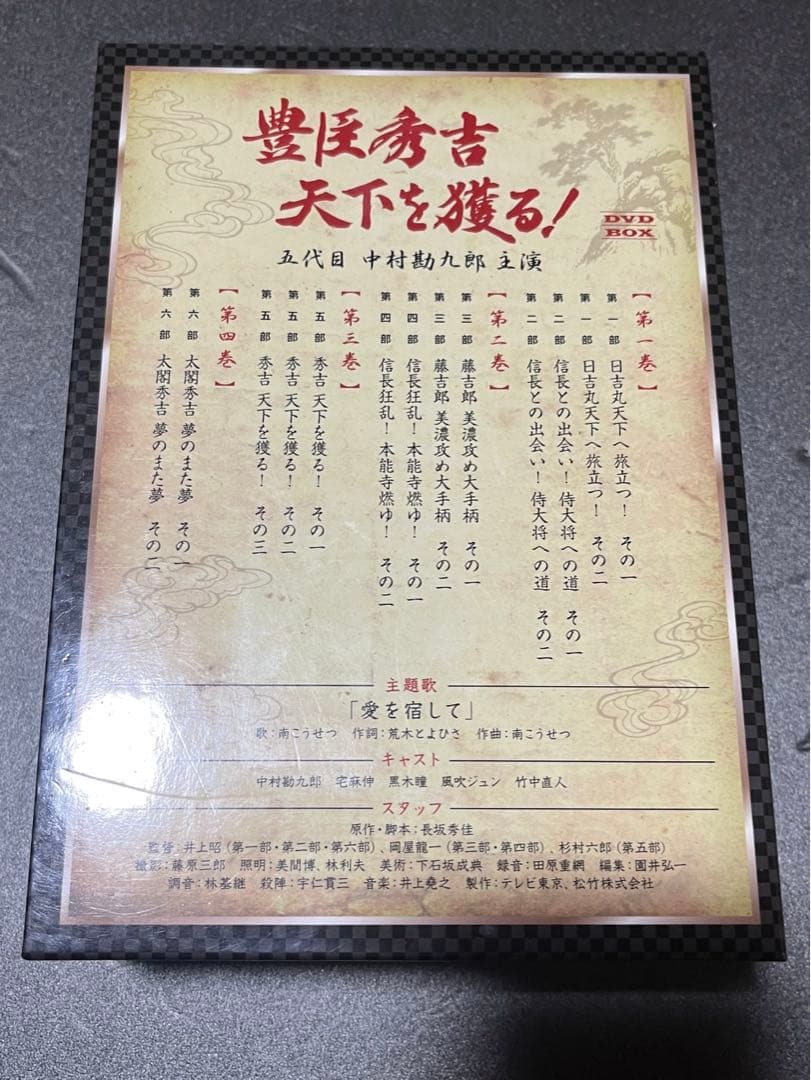 豊臣秀吉
天下を獲る!
DVD
BOX
五代目 中村勘九郎 主演
【第一巻】
第一部 日吉丸天下へ旅立つ! その一
第一部 日吉丸天下へ旅立つ! その二
第二部 信長との出会い! 侍大将への道 その一
第二部 信長との出会い! 侍大将への道 その二
【第二巻】
第三部 藤吉郎 美濃攻め大手柄 その一
第三部 藤吉郎 美濃攻め大手柄 その二
第四部 信長狂乱! 本能寺燃ゆ! その一
第四部 信長狂乱! 本能寺燃ゆ! その二
【第三巻】
第五部 秀吉 天下を獲る! その一
第五部 秀吉 天下を獲る! その二
第五部 秀吉 天下を獲る! その三
【第四巻】
第六部 太閤秀吉 夢のまた夢 その一
第六部 太閤秀吉 夢のまた夢 その二
主題歌
「愛を宿して」
歌:南こうせつ 作詞:荒木とよひさ 作曲:南こうせつ
キャスト
中村勘九郎 宅麻伸 黒木瞳 風吹ジュン 竹中直人
スタッフ
原作・脚本:長坂秀佳
監督:井上昭(第一部・第二部・第六部)、岡屋龍一(第三部・第四部)、杉村六郎(第五部)
撮影:藤原三郎 照明:美間博、林利夫 美術:下石坂成典 録音:田原重網 編集:園井弘一
調音:林基継 殺陣:宇仁貫三 音楽:井上堯之 製作:テレビ東京、松竹株式会社